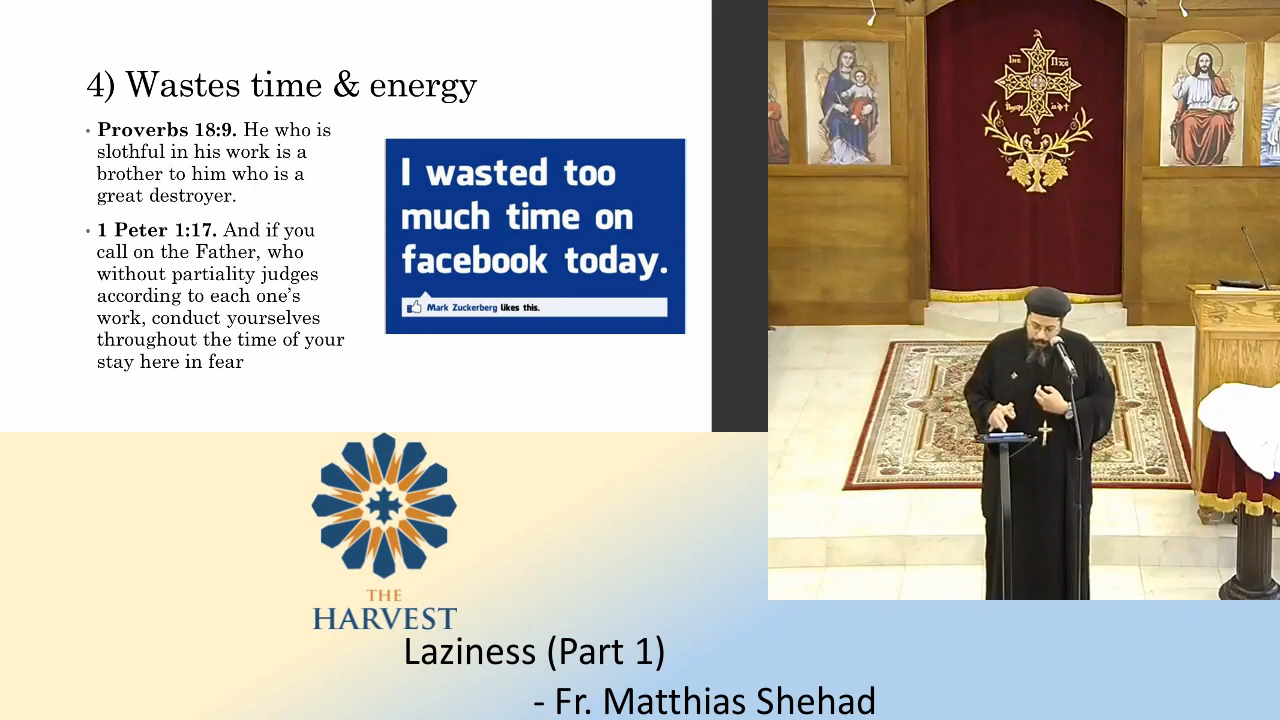 4) Wastes time & energy
• Proverbs 18:9. He who is
slothful in his work is a
brother to him who is a
great destroyer.
• 1 Peter 1:17. And if you
call on the Father, who
without partiality judges
according to each one's
work, conduct yourselves
throughout the time of your
stay here in fear
I wasted too
much time on
facebook today.
Mark Zuckerberg likes this.
THE
HARVEST
Laziness (Part 1)
- Fr. Matthias Shehad